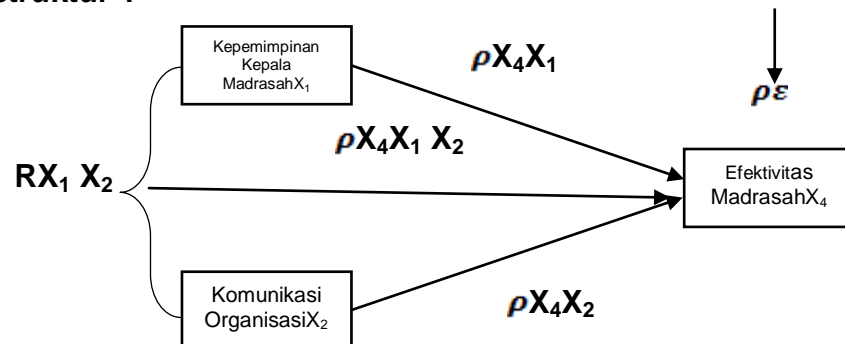 Kepemimpinan
Kepala
MadrasahX₁
ρX₄X₁
ρε
ρX₄X₁ X₂
RX₁ X₂
Efektivitas
MadrasahX₄
Komunikasi
OrganisasiX₂
ρX₄X₂